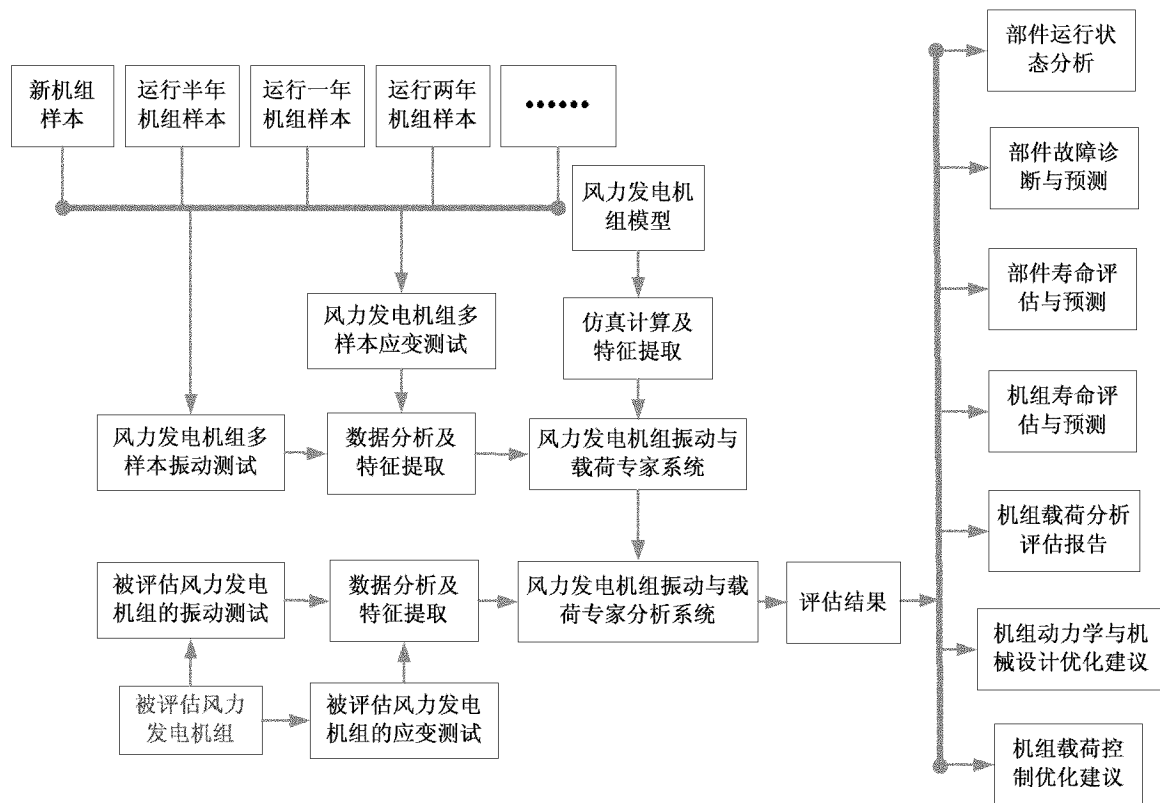 新机组
样本
运行半年
机组样本
运行一年
机组样本
运行两年
机组样本
••••••
风力发电机
组模型
风力发电机组多
样本应变测试
仿真计算及
特征提取
风力发电机组多
样本振动测试
数据分析及
特征提取
风力发电机组振动与
载荷专家系统
被评估风力发电
机组的振动测试
数据分析及
特征提取
风力发电机组振动与载
荷专家分析系统
评估结果
被评估风力
发电机组
被评估风力发电
机组的应变测试
部件运行状
态分析
部件故障诊
断与预测
部件寿命评
估与预测
机组寿命评
估与预测
机组载荷分析
评估报告
机组动力学与机
械设计优化建议
机组载荷控
制优化建议